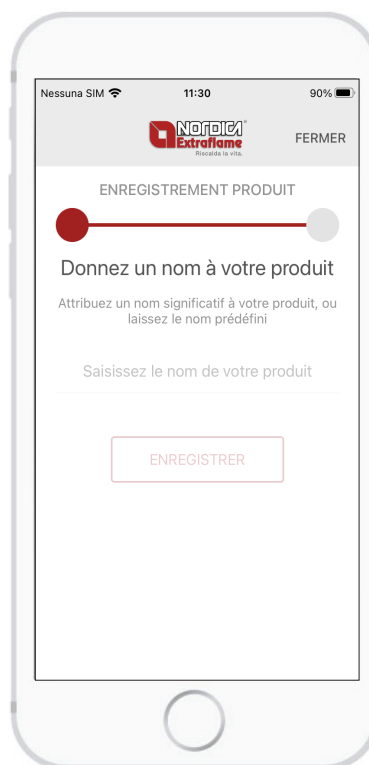 Nessuna SIM 11:30 90%
NORDICA®
Extraflame
Riscalda la vita.
FERMER
ENREGISTREMENT PRODUIT
Donnez un nom à votre produit
Attribuez un nom significatif à votre produit, ou
laissez le nom prédéfini
Saisissez le nom de votre produit
ENREGISTRER